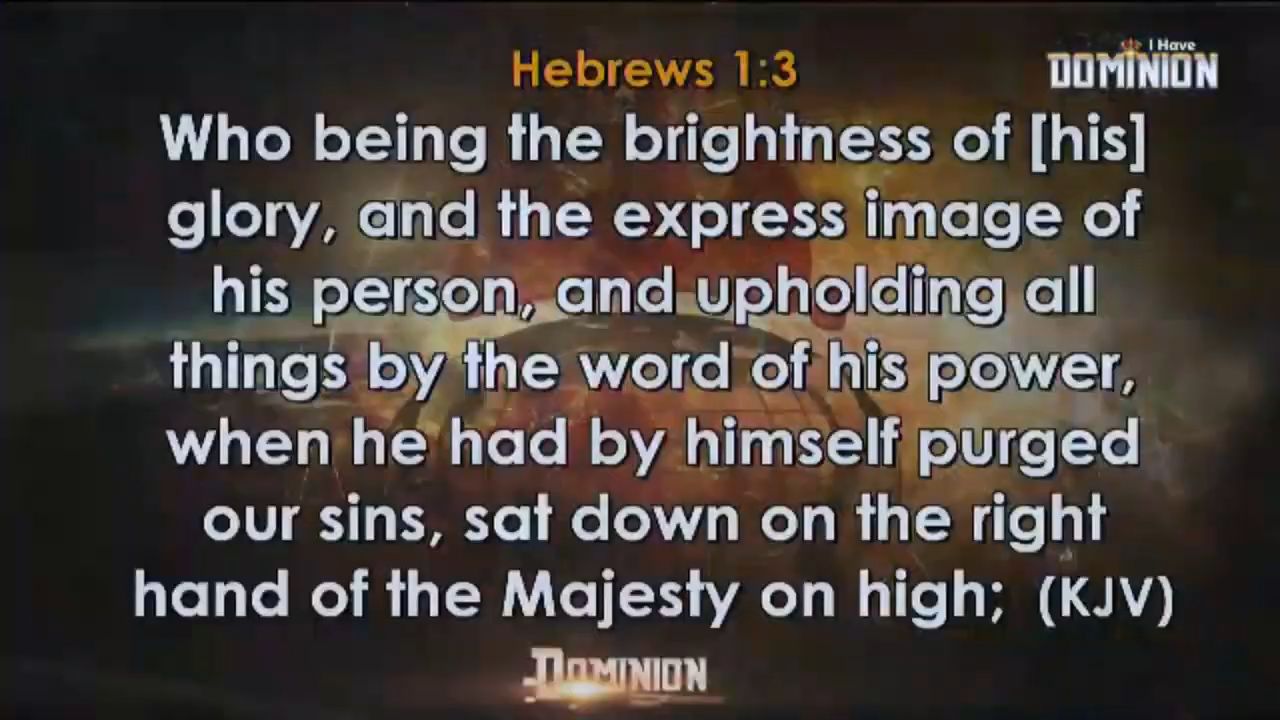 Hebrews 1:3
I Have
DOMINION
Who being the brightness of [his]
glory, and the express image of
his person, and upholding all
things by the word of his power,
when he had by himself purged
our sins, sat down on the right
hand of the Majesty on high; (KJV)
DOMINION